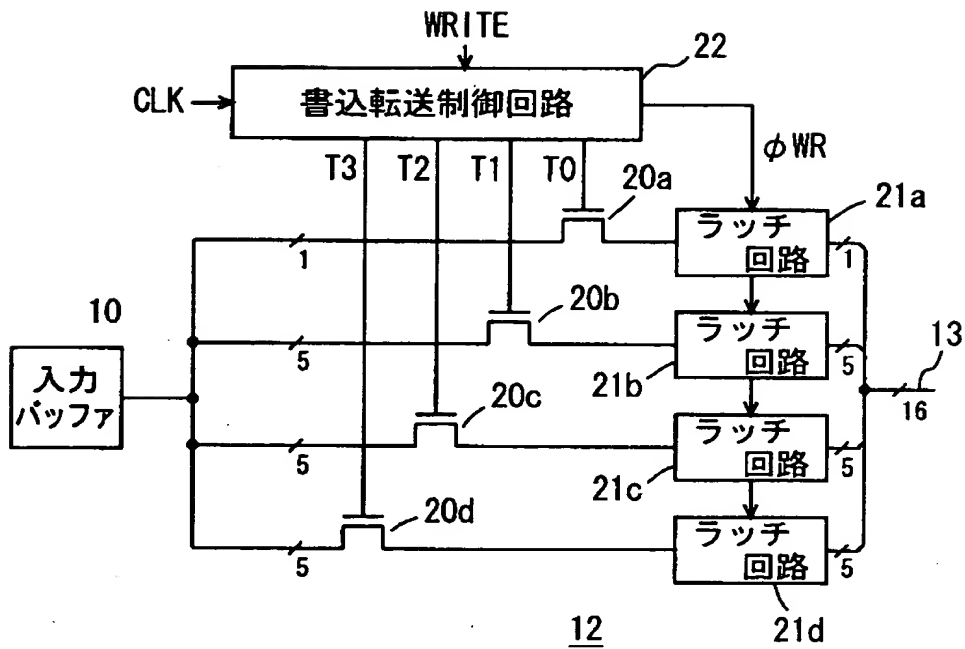 WRITE
22
CLK
書込転送制御回路
φWR
T3
T2
T1
T0
20a
21a
ラッチ
回路
1
1
10
20b
ラッチ
回路
13
5
5
入力
バッファ
21b
16
20c
ラッチ
回路
5
5
21c
20d
ラッチ
回路
5
5
21d
12